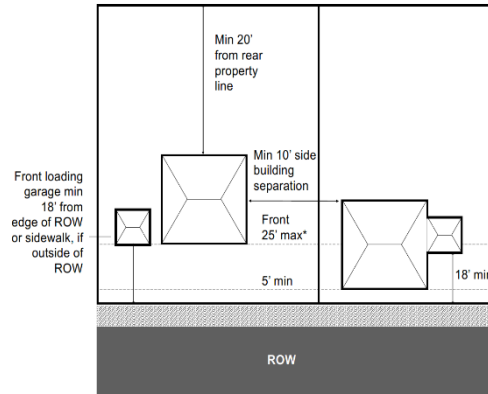 Min 20'
from rear
property
line
Min 10' side
building
separation
Front loading
garage min
18' from
edge of ROW
or sidewalk, if
outside of
ROW
Front
25' max*
5' min
18' min
ROW